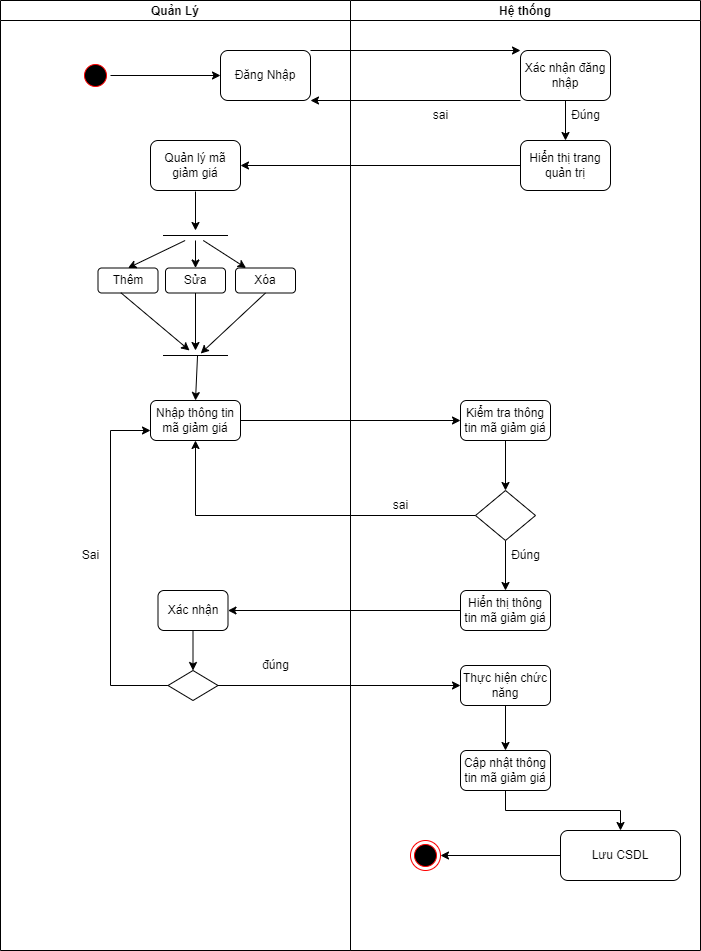 Quản Lý
Hệ thống
Đăng Nhập
Xác nhận đăng
nhập
sai
Đúng
Quản lý mã
giảm giá
Hiển thị trang
quản trị
Thêm
Sửa
Xóa
Nhập thông tin
mã giảm giá
Kiểm tra thông
tin mã giảm giá
sai
Sai
Đúng
Xác nhận
Hiển thị thông
tin mã giảm giá
đúng
Thực hiện chức
năng
Cập nhật thông
tin mã giảm giá
Lưu CSDL